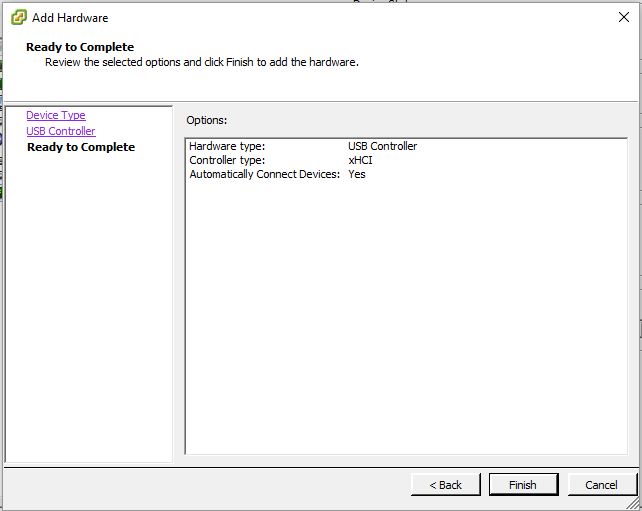 Add Hardware
Ready to Complete
Review the selected options and click Finish to add the hardware.
Device Type
USB Controller
Ready to Complete
Options:
Hardware type: USB Controller
Controller type: xHCI
Automatically Connect Devices: Yes
< Back
Finish
Cancel